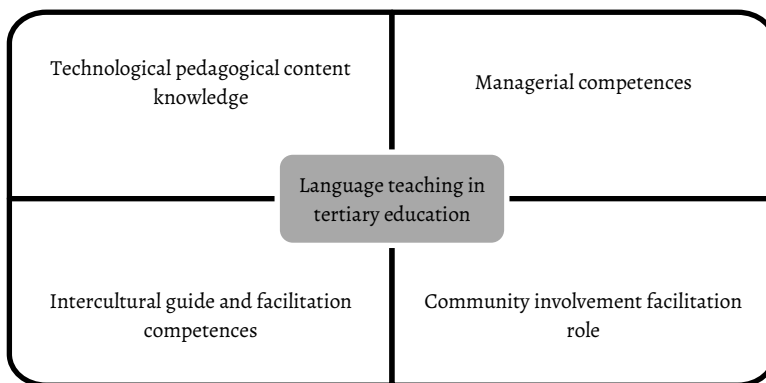 Technological pedagogical content
knowledge
Managerial competences
Language teaching in
tertiary education
Intercultural guide and facilitation
competences
Community involvement facilitation
role